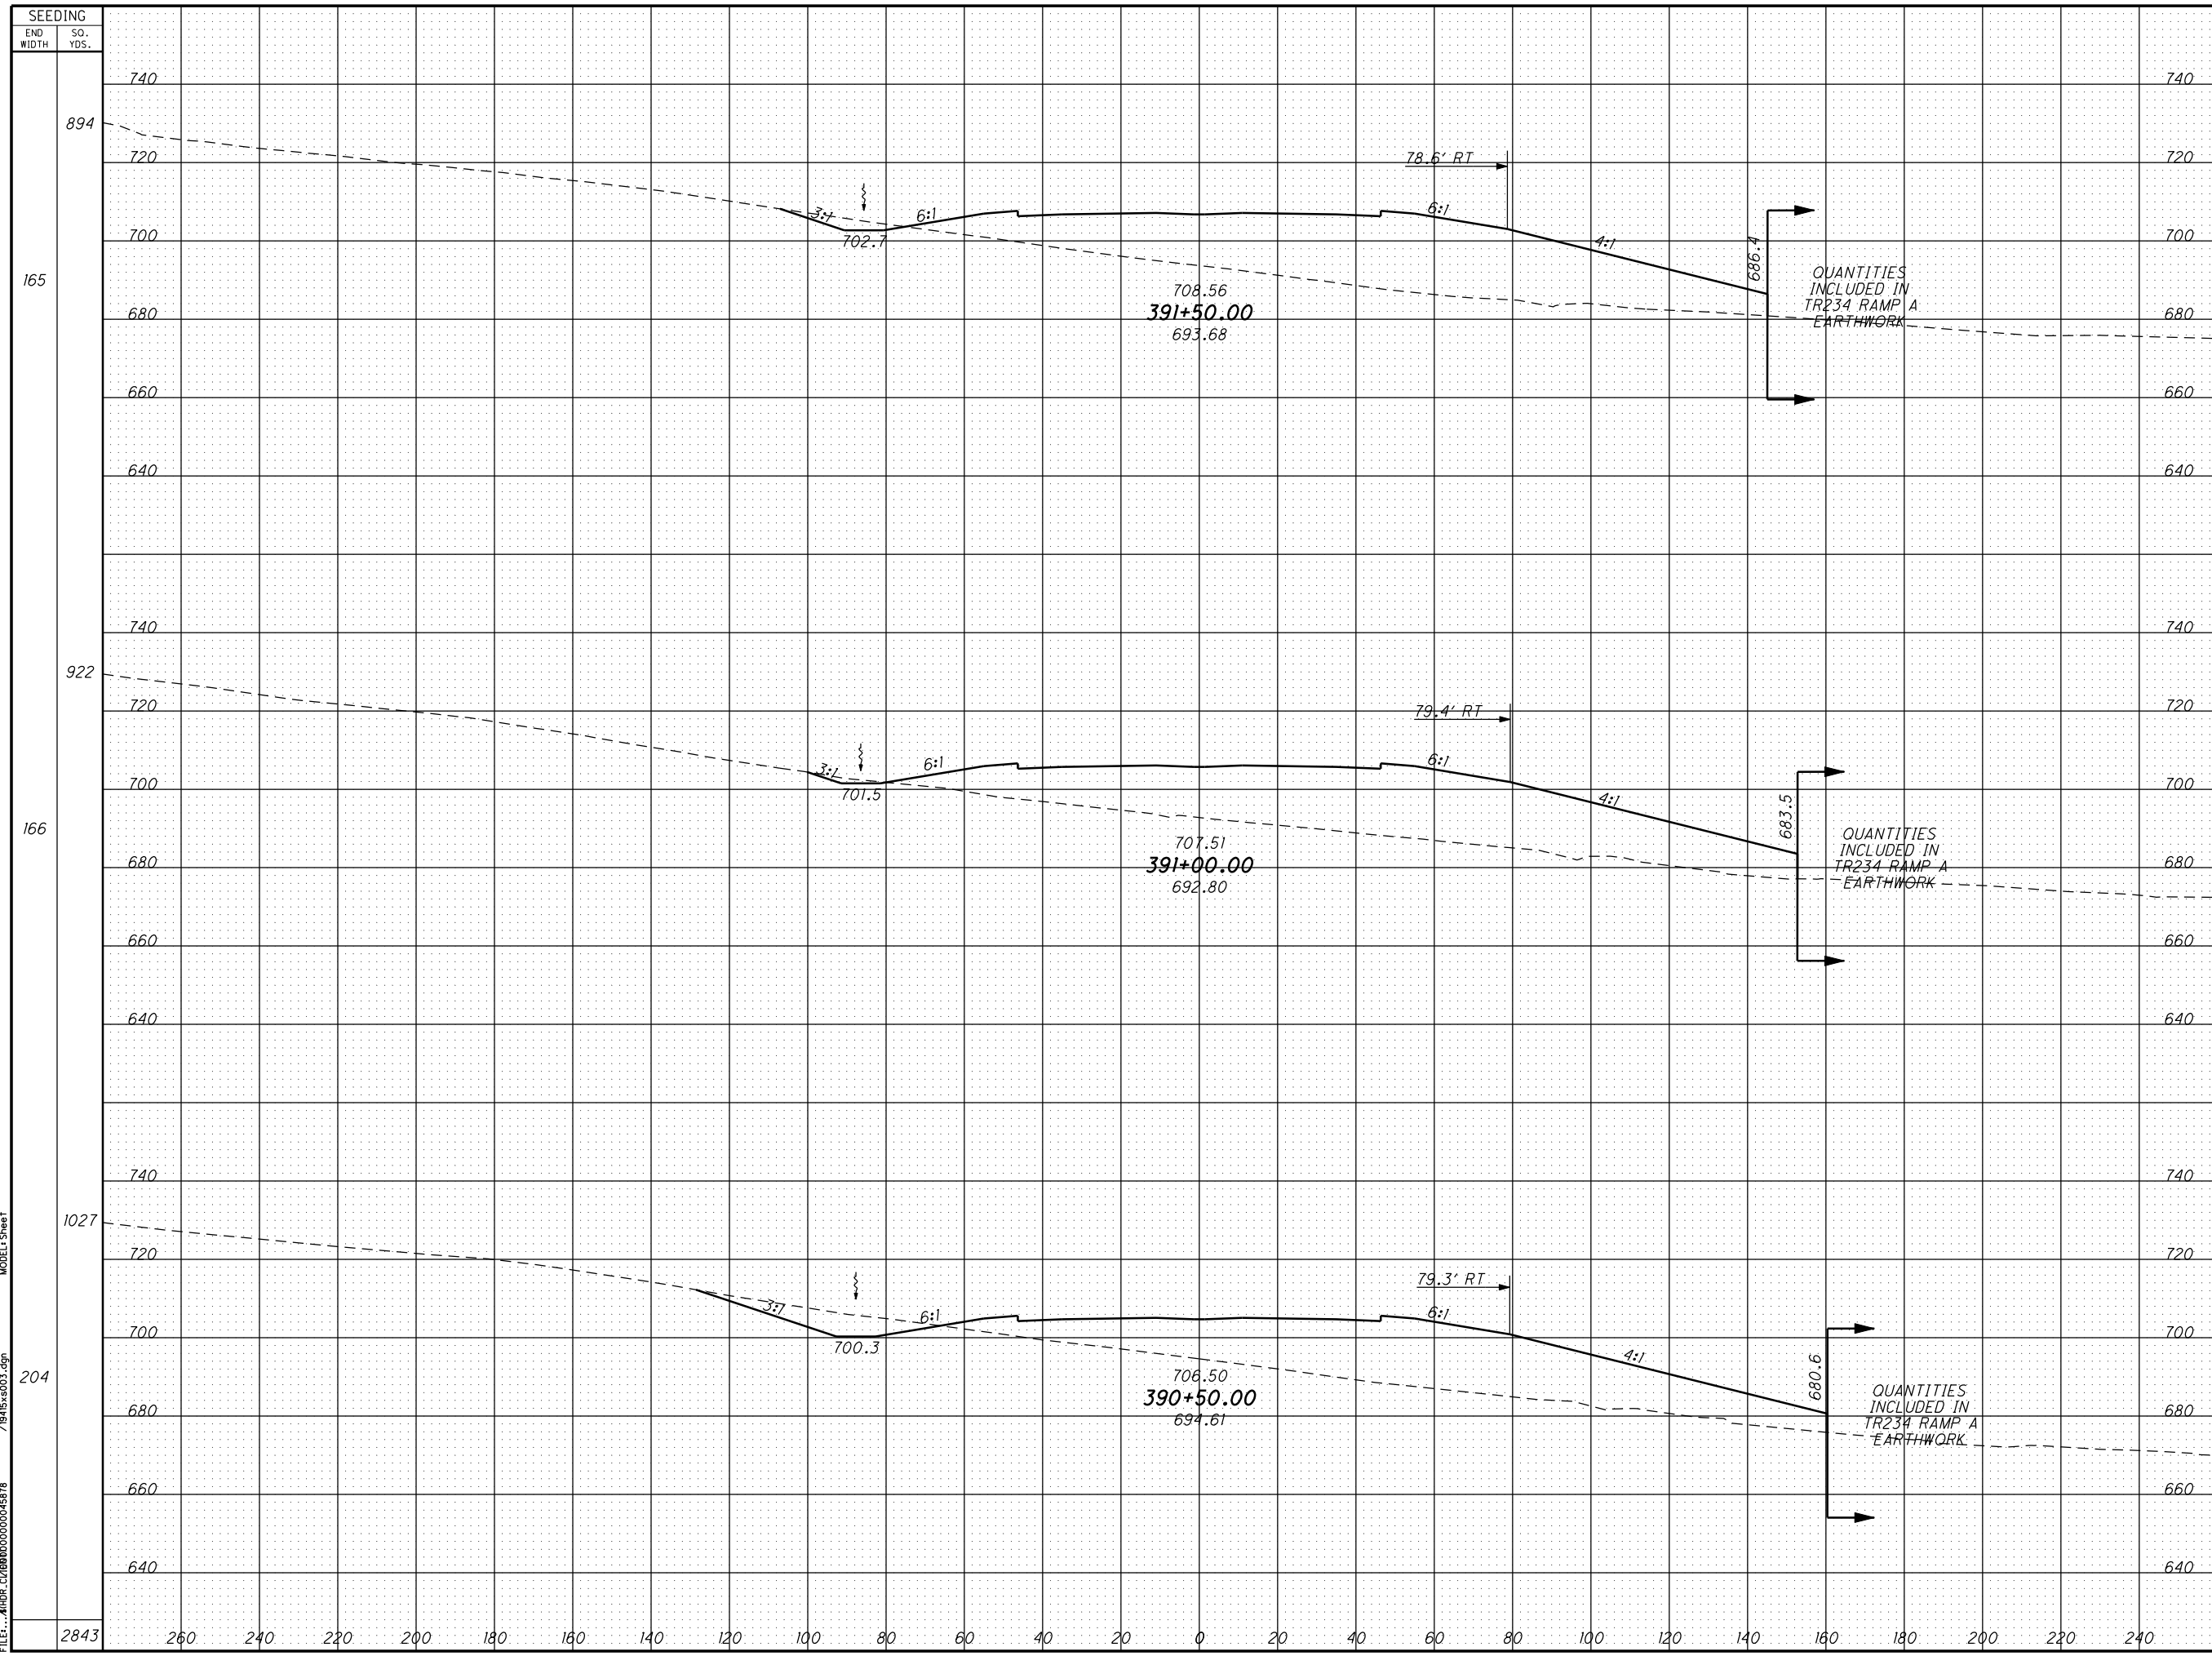 SEEDING
END WIDTH
SQ. YDS.
740 740
894
720 78.6' RT 720
3:1 6:1 6:1
700 702.7 4:1 686.4 700
165
QUANTITIES
INCLUDED IN
TR234 RAMP A
EARTHWORK
708.56
391+50.00
693.68
680 680
660 660
640 640
740 740
922
720 79.4' RT 720
3:1 6:1 6:1
700 701.5 4:1 683.5 700
166
QUANTITIES
INCLUDED IN
TR234 RAMP A
EARTHWORK
707.51
391+00.00
692.80
680 680
660 660
640 640
740 740
1027
720 79.3' RT 720
3:1 6:1 6:1
700 700.3 4:1 680.6 700
204
QUANTITIES
INCLUDED IN
TR234 RAMP A
EARTHWORK
706.50
390+50.00
694.61
680 680
660 660
640 640
2843 260 240 220 200 180 160 140 120 100 80 60 40 20 0 20 40 60 80 100 120 140 160 180 200 220 240
MODEL: Sheet